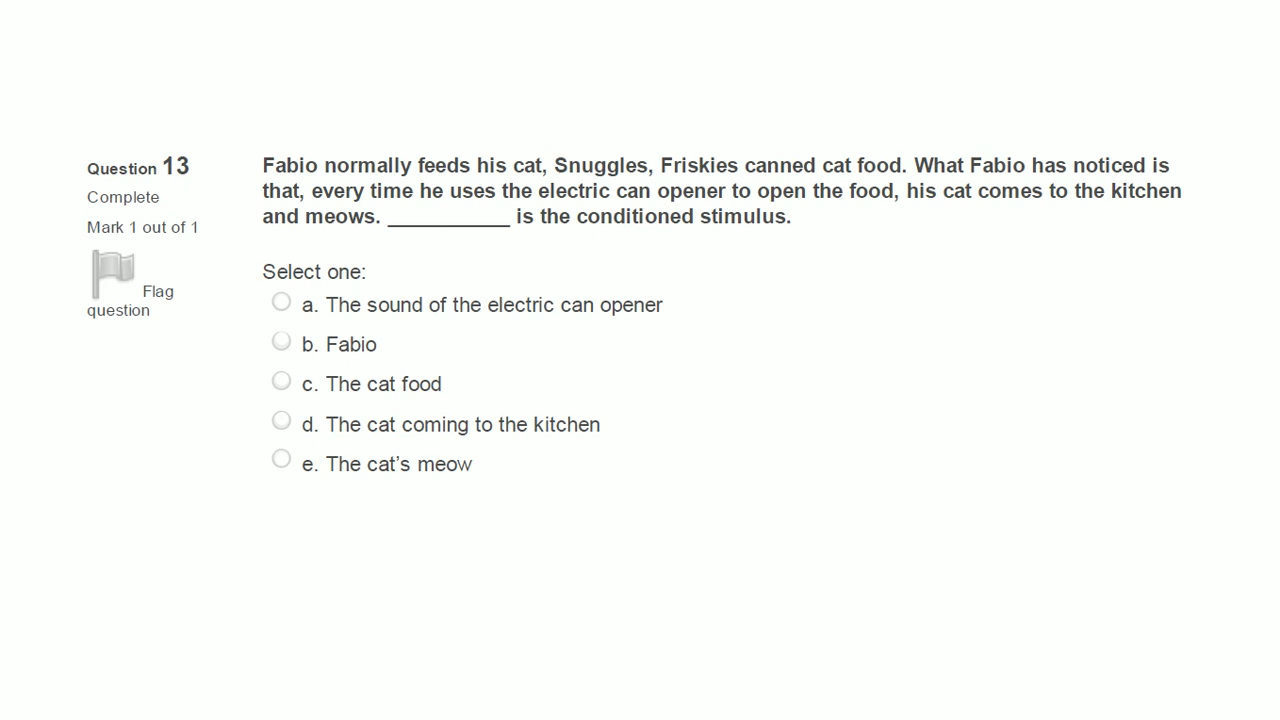 Question 13
Complete
Mark 1 out of 1
Flag
question
Fabio normally feeds his cat, Snuggles, Friskies canned cat food. What Fabio has noticed is
that, every time he uses the electric can opener to open the food, his cat comes to the kitchen
and meows. ___________ is the conditioned stimulus.
Select one:
a. The sound of the electric can opener
b. Fabio
c. The cat food
d. The cat coming to the kitchen
e. The cat’s meow